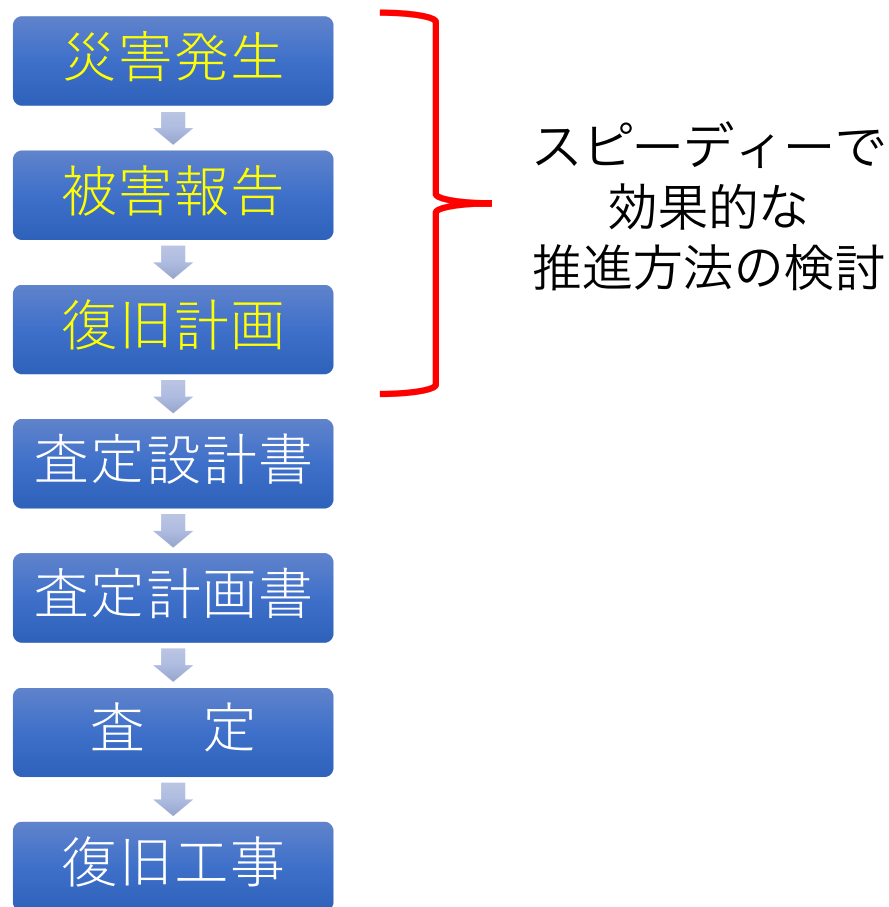 災害発生
被害報告
復旧計画
査定設計書
査定計画書
査　定
復旧工事
スピーディーで
効果的な
推進方法の検討